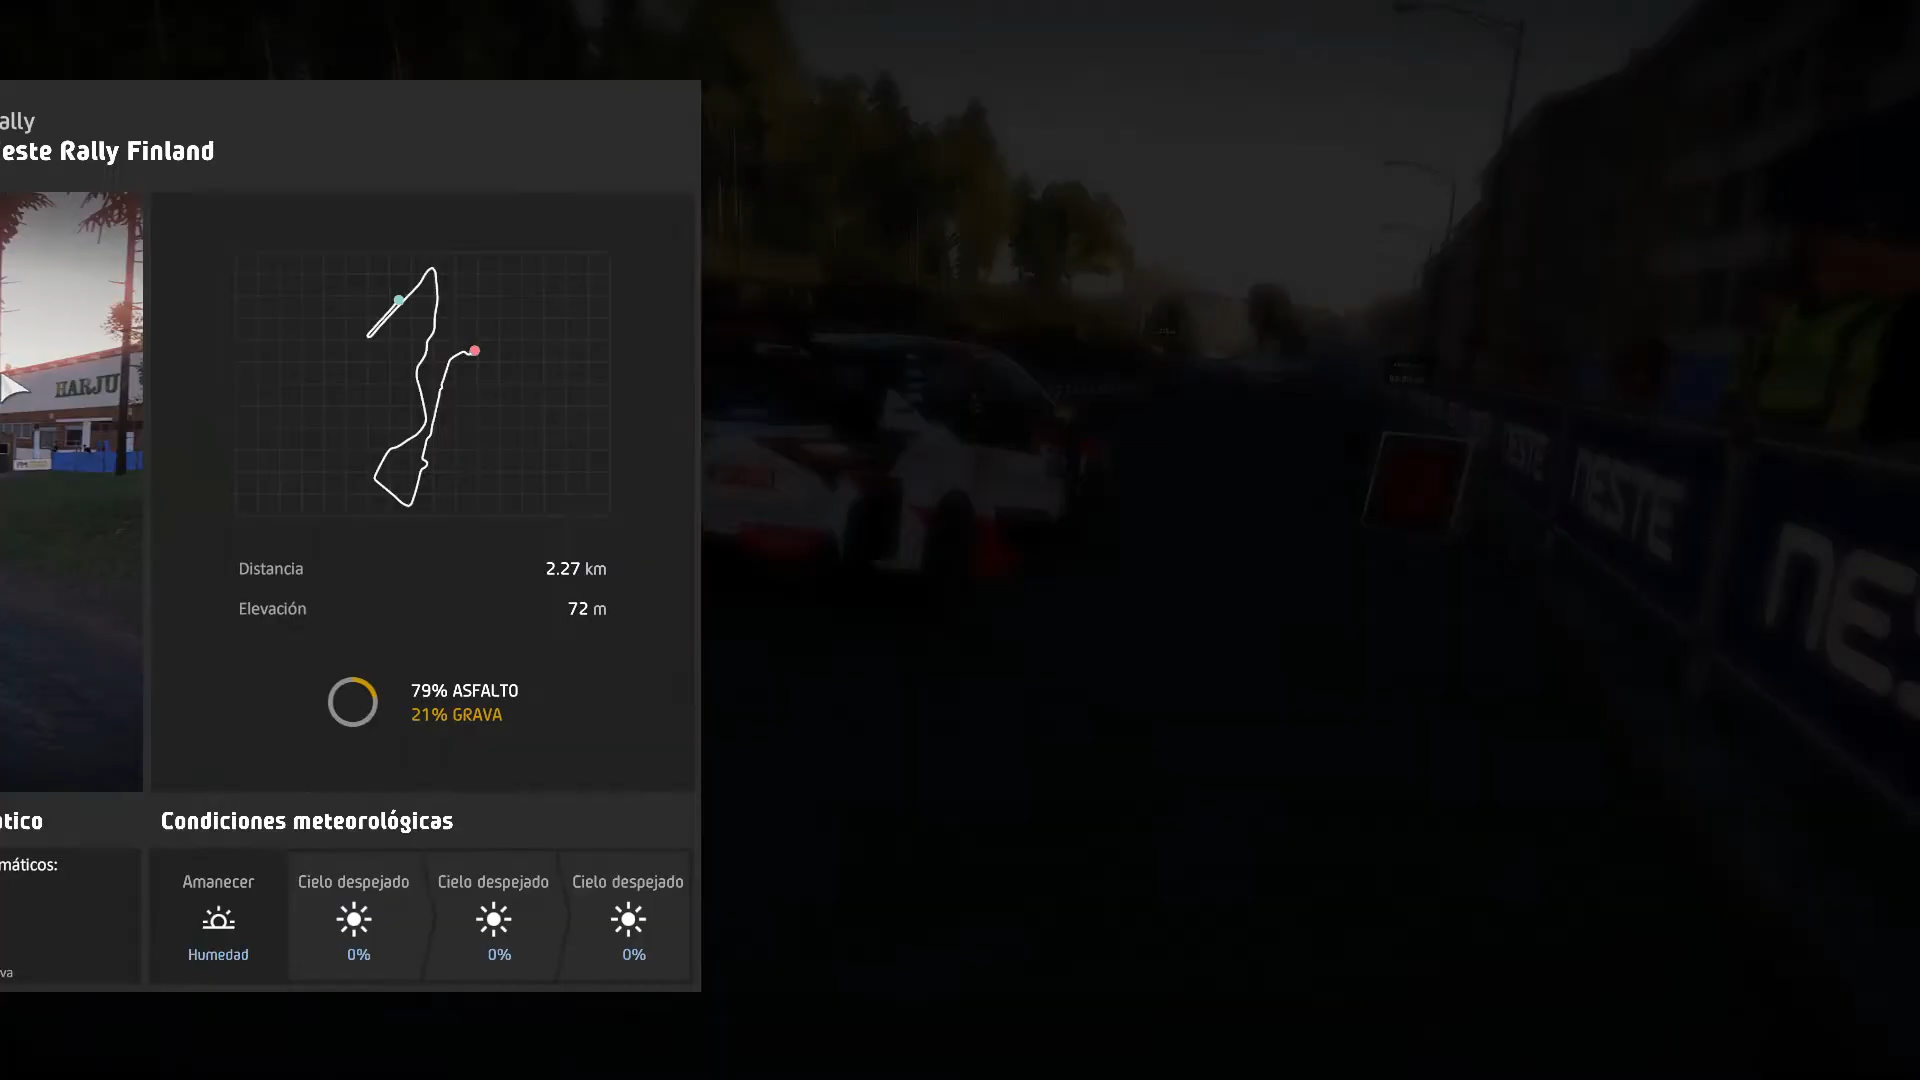 ally
este Rally Finland
HARJU
Distancia
2.27 km
Elevación
72 m
79% ASFALTO
21% GRAVA
ótico
Condiciones meteorológicas
máticos:
Amanecer
Cielo despejado
Cielo despejado
Cielo despejado
Humedad
0%
0%
0%
va
NESTE
NESTE
NES